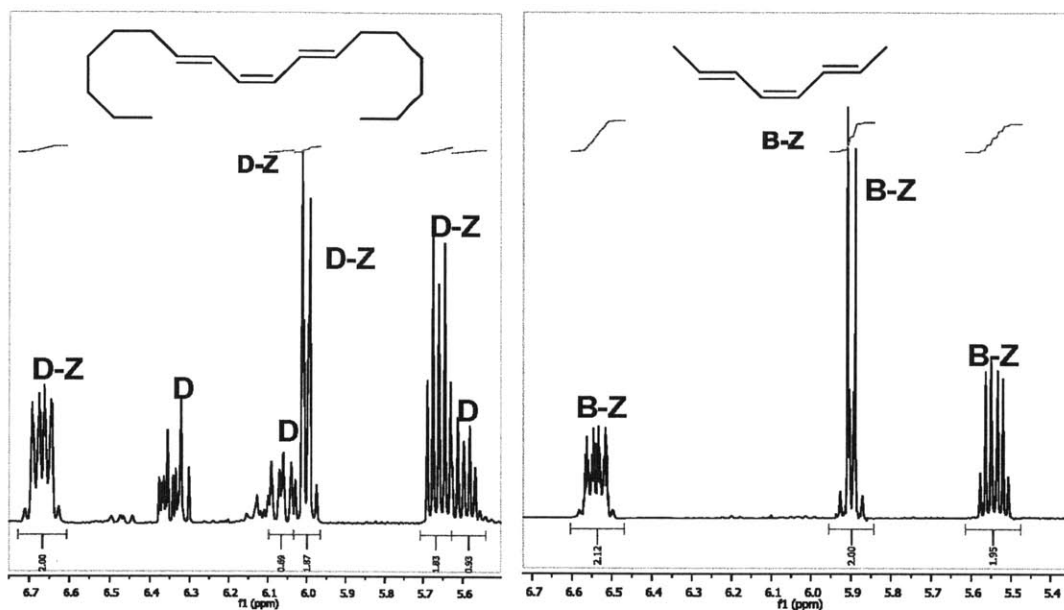 D-Z
D-Z
D-Z
D-Z
D
D
D
2.00
0.69
1.87
1.83
0.93
6.7 6.6 6.5 6.4 6.3 6.2 6.1 6.0 5.9 5.8 5.7 5.6 5.5
f1 (ppm)
B-Z
B-Z
B-Z
B-Z
2.12
2.00
1.95
6.7 6.6 6.5 6.4 6.3 6.2 6.1 6.0 5.9 5.8 5.7 5.6 5.5 5.4
f1 (ppm)